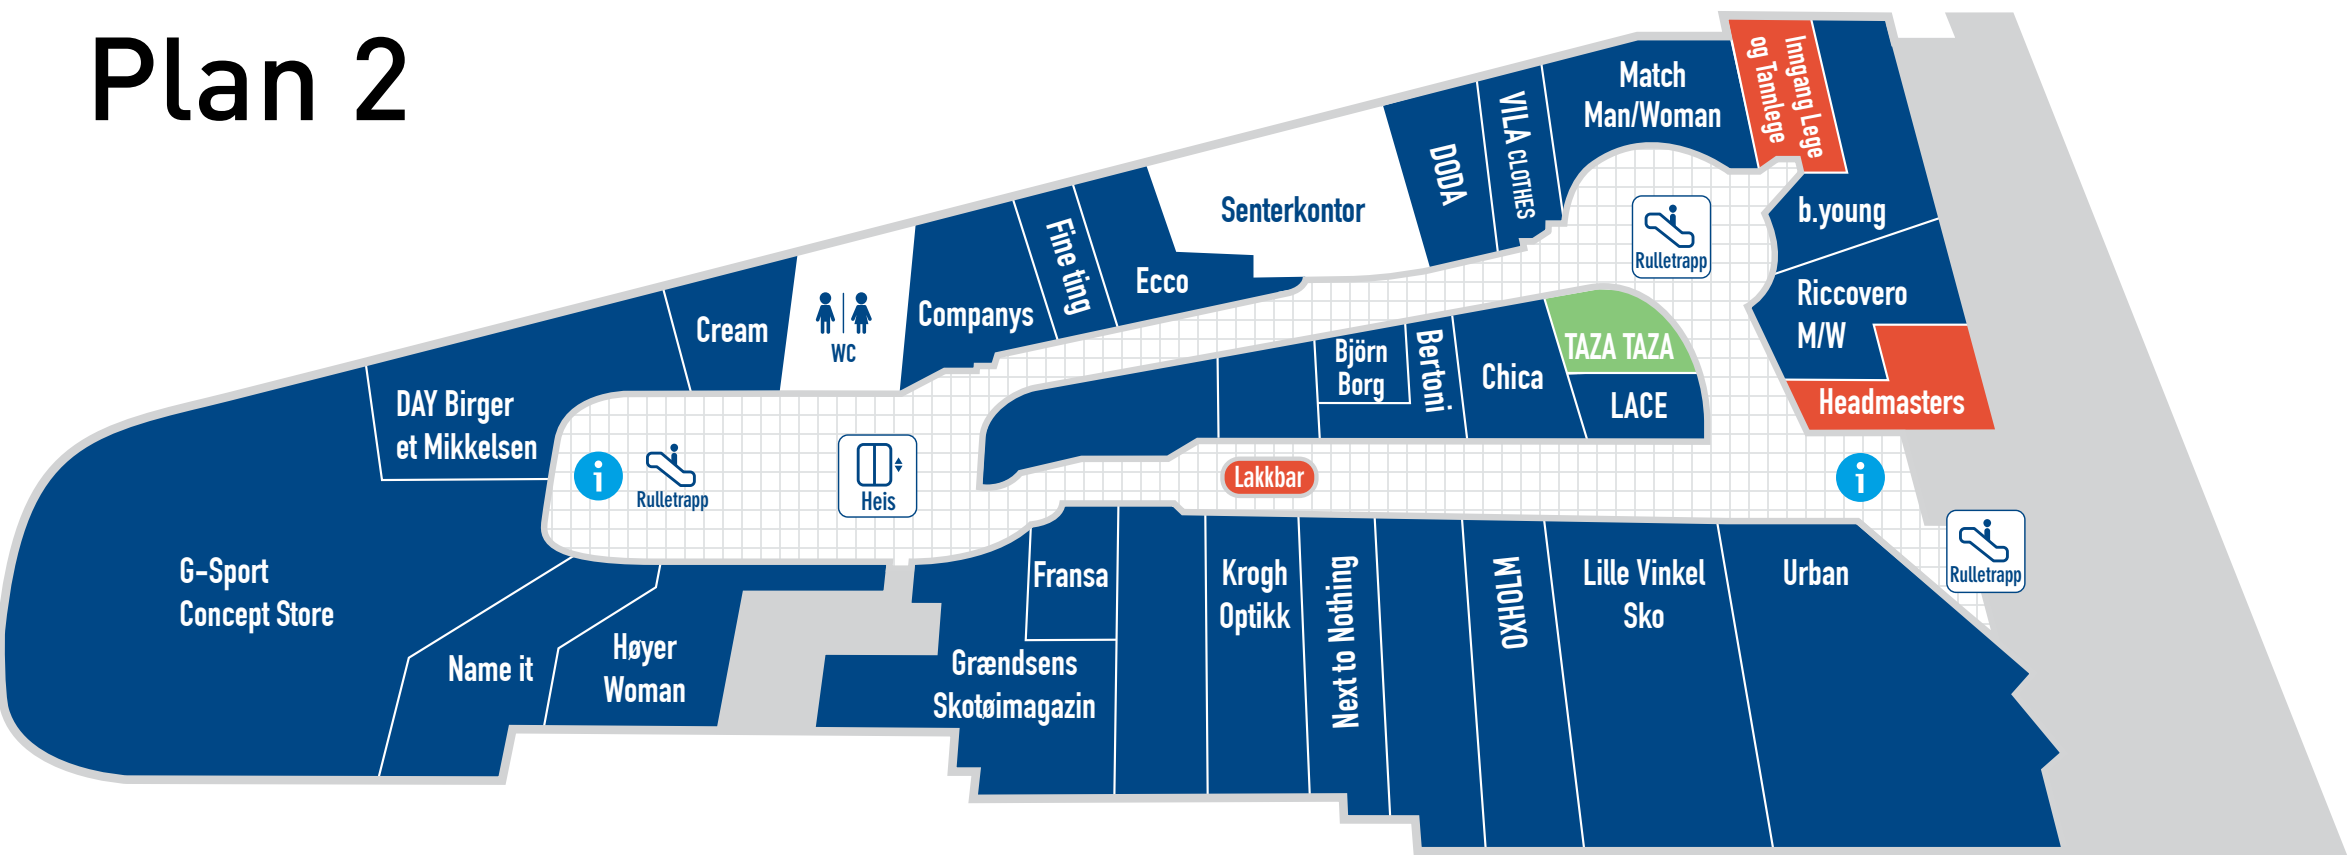 Plan 2
Inngang Lege
og Tannlege
Match
Man/Woman
VILA CLOTHES
DODA
Senterkontor
b.young
Rulletrapp
Fine ting
Ecco
Companys
Cream
WC
Riccovero
M/W
Headmasters
TAZA TAZA
LACE
Chica
Bertoni
Björn
Borg
DAY Birger
et Mikkelsen
i
Rulletrapp
Heis
Lakkbar
i
Rulletrapp
G-Sport
Concept Store
Name it
Høyer
Woman
Fransa
Grændsens
Skotøimagazin
Krogh
Optikk
Next to Nothing
OXHOLM
Lille Vinkel
Sko
Urban